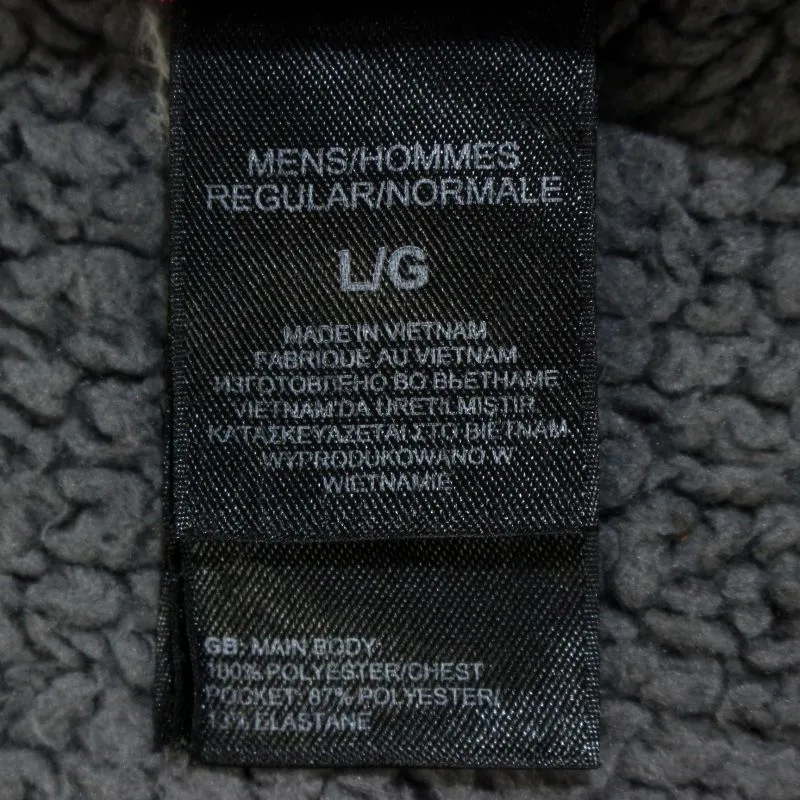 MENS/HOMMES
REGULAR/NORMALE
L/G
MADE IN VIETNAM
FABRIQUÉ AU VIETNAM
ИЗГОТОВЛЕНО ВО ВЬЕТНАМЕ
VIETNAM'DA ÜRETILMIŞTIR
ΚΑΤΑΣΚΕΥΑΖΕΤΑΙ ΣΤΟ ΒΙΕΤΝΑΜ
WYPRODUKOWANO W
WIETNAMIE
GB: MAIN BODY:
100% POLYESTER/CHEST
POCKET: 87% POLYESTER/
13% ELASTANE